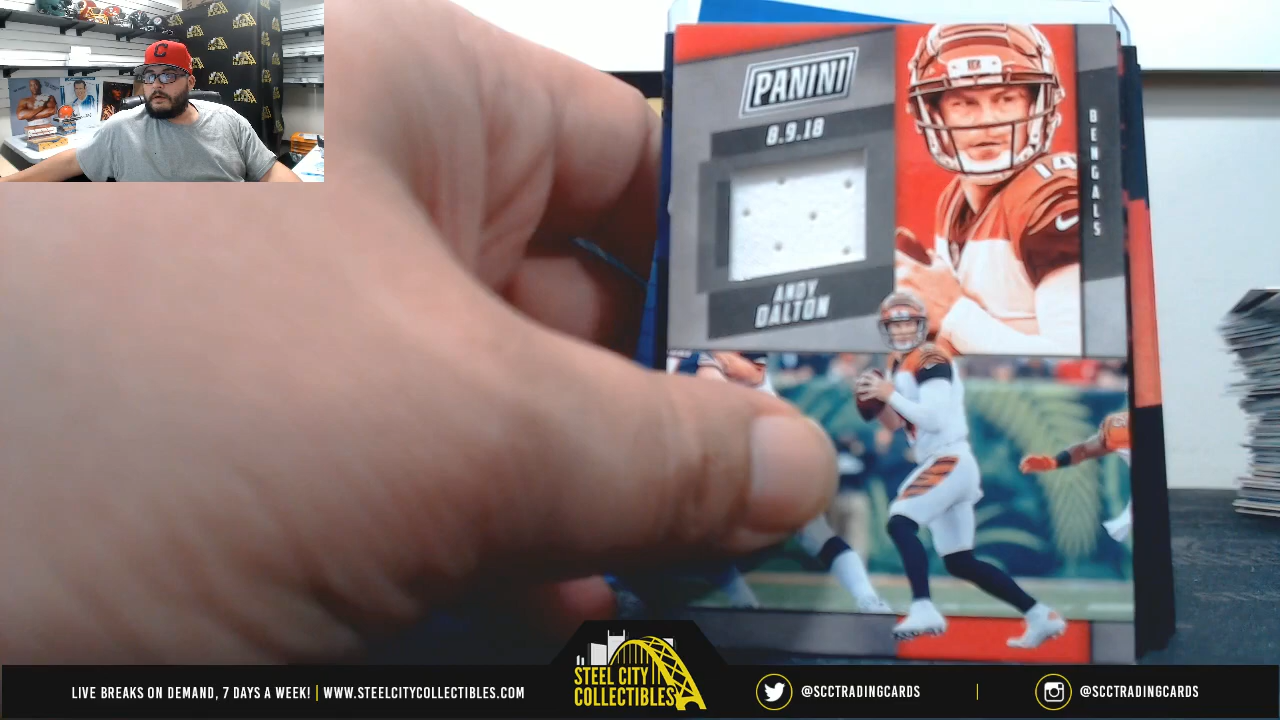 C
PANINI
8.9.18
ANDY
DALTON
BENGALS
14
STEEL CITY
COLLECTIBLES
LIVE BREAKS ON DEMAND, 7 DAYS A WEEK! | WWW.STEELCITYCOLLECTIBLES.COM
@SCCTRADINGCARDS | @SCCTRADINGCARDS